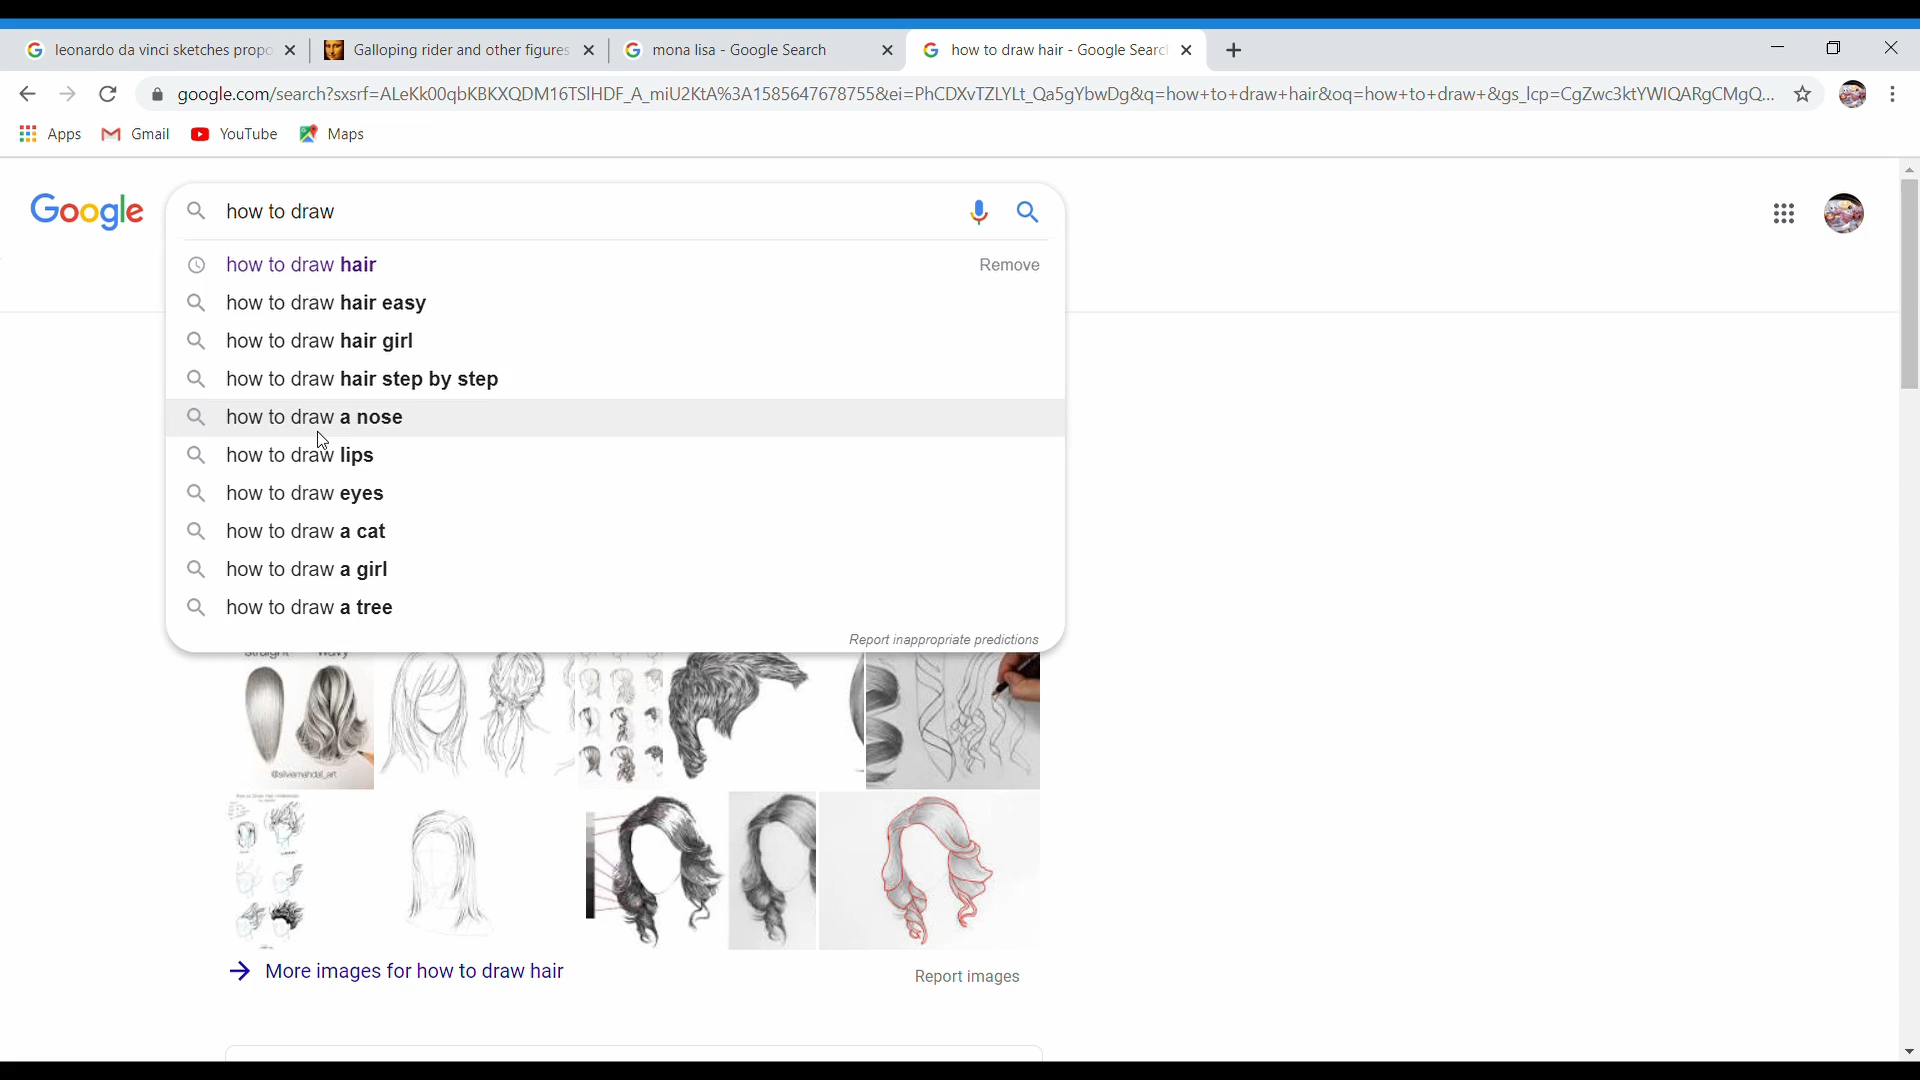 leonardo da vinci sketches propo
Galloping rider and other figures
mona lisa - Google Search
how to draw hair - Google Search
google.com/search?sxsrf=ALeKk00qbKBKXQDM16TSlHDF_A_miU2KtA%3A1585647678755&ei=PhCDXvTZLYLt_Qa5gYbwDg&q=how+to+draw+hair&oq=how+to+draw+&gs_lcp=CgZwc3ktYWIQARgCMgQ...
Apps
Gmail
YouTube
Maps
Google
how to draw
how to draw hair
Remove
how to draw hair easy
how to draw hair girl
how to draw hair step by step
how to draw a nose
how to draw lips
how to draw eyes
how to draw a cat
how to draw a girl
how to draw a tree
Report inappropriate predictions
Straight Wavy
@silviemahdal_art
More images for how to draw hair
Report images